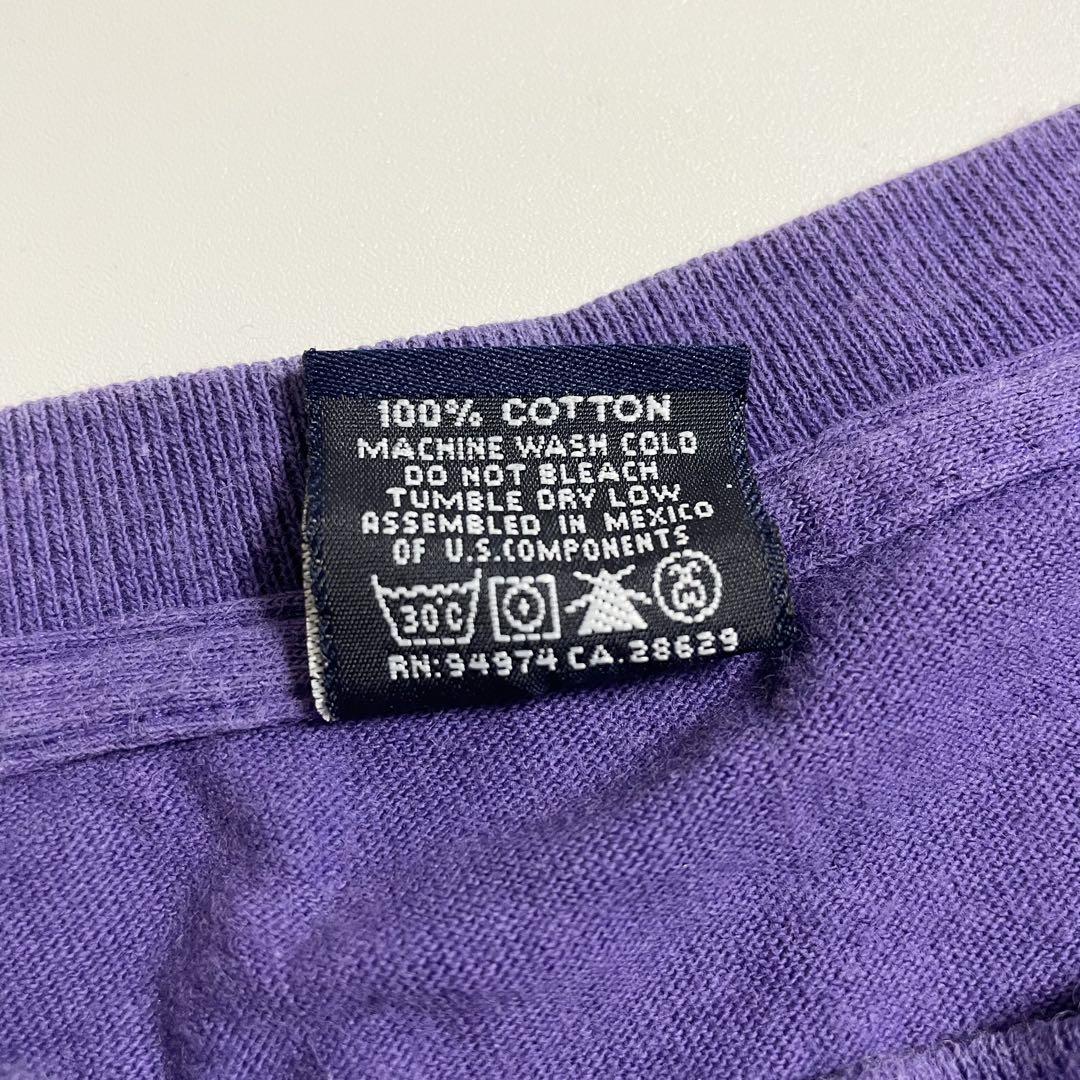 100% COTTON
MACHINE WASH COLD
DO NOT BLEACH
TUMBLE DRY LOW
ASSEMBLED IN MEXICO
OF U.S.COMPONENTS
30°C
RN:94974 CA.28629